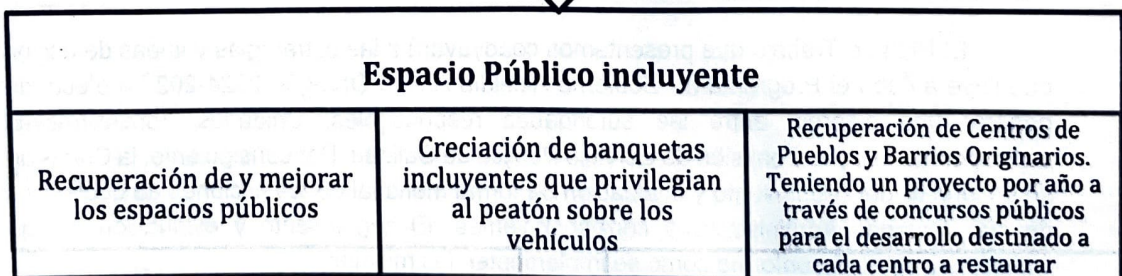 Espacio Público incluyente
Recuperación de y mejorar
los espacios públicos
Creciación de banquetas
incluyentes que privilegian
al peatón sobre los
vehículos
Recuperación de Centros de
Pueblos y Barrios Originarios.
Teniendo un proyecto por año a
través de concursos públicos
para el desarrollo destinado a
cada centro a restaurar